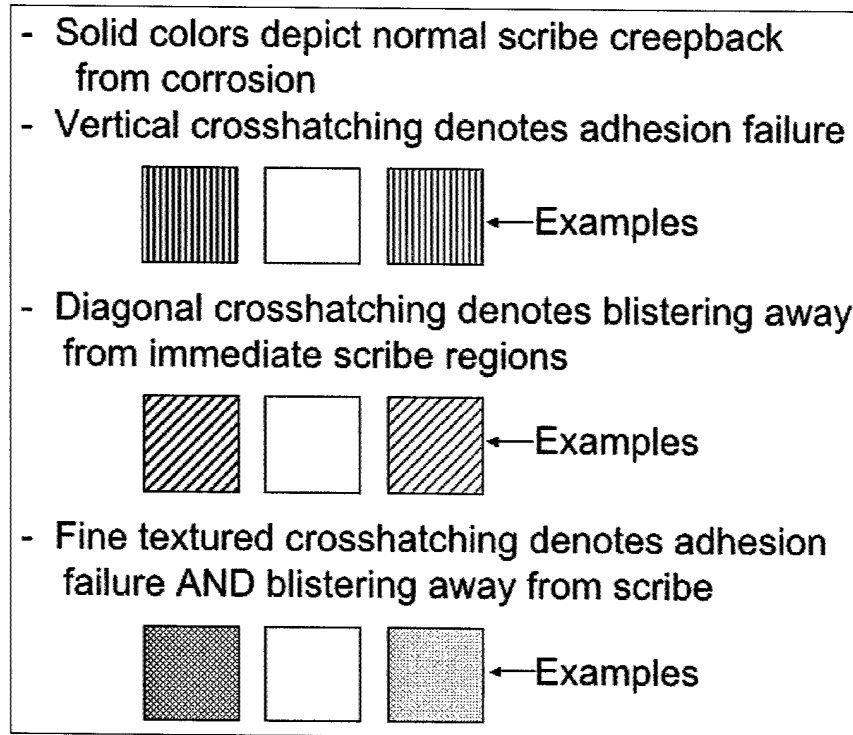 - Solid colors depict normal scribe creepback
from corrosion
- Vertical crosshatching denotes adhesion failure
Examples
- Diagonal crosshatching denotes blistering away
from immediate scribe regions
Examples
- Fine textured crosshatching denotes adhesion
failure AND blistering away from scribe
Examples